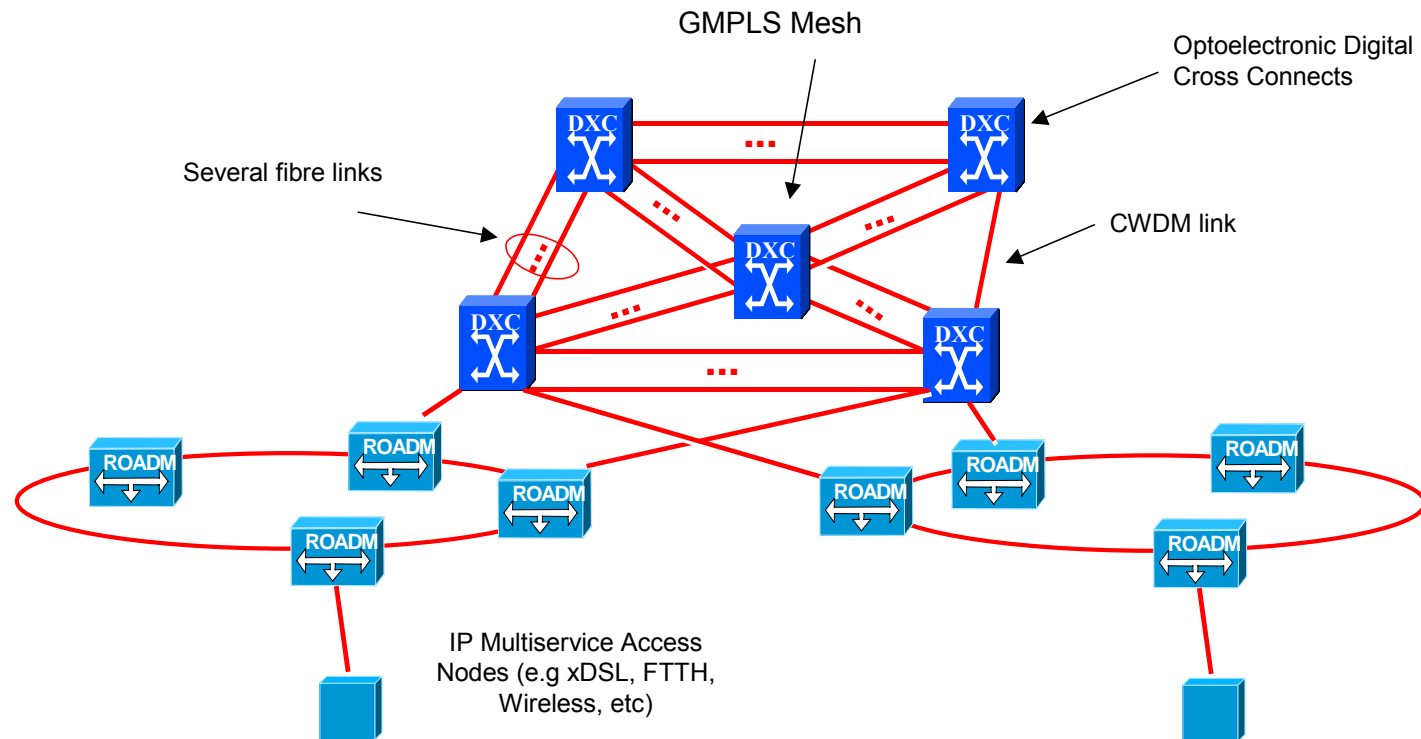 GMPLS Mesh
Optoelectronic Digital
Cross Connects
DXC
DXC
Several fibre links
CWDM link
DXC
DXC
DXC
ROADM
ROADM
ROADM
ROADM
ROADM
ROADM
ROADM
ROADM
IP Multiservice Access
Nodes (e.g xDSL, FTTH,
Wireless, etc)